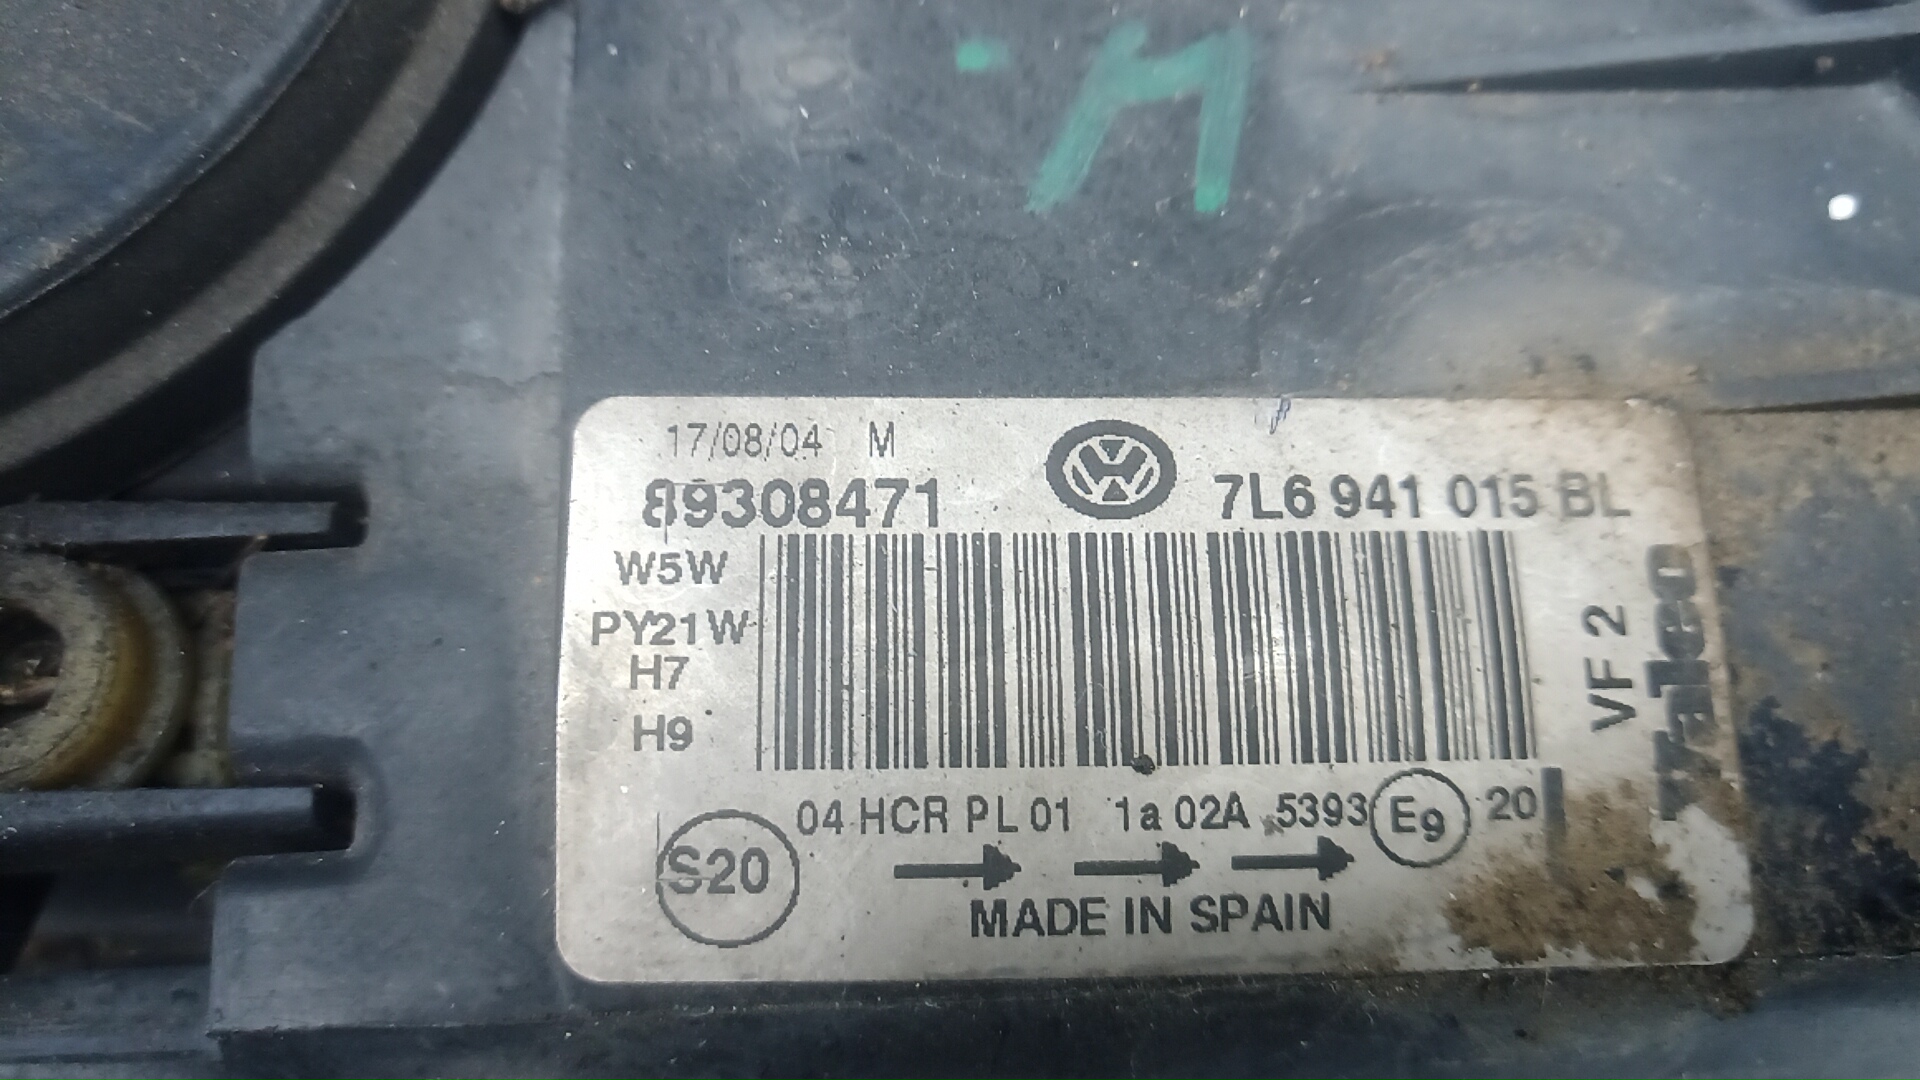 17/08/04 M
89308471
7L6 941 015 BL
W5W
PY21W
H7
H9
VF 2
Valeo
04 HCR PL 01 1a 02A 5393 E9 20
S20
MADE IN SPAIN